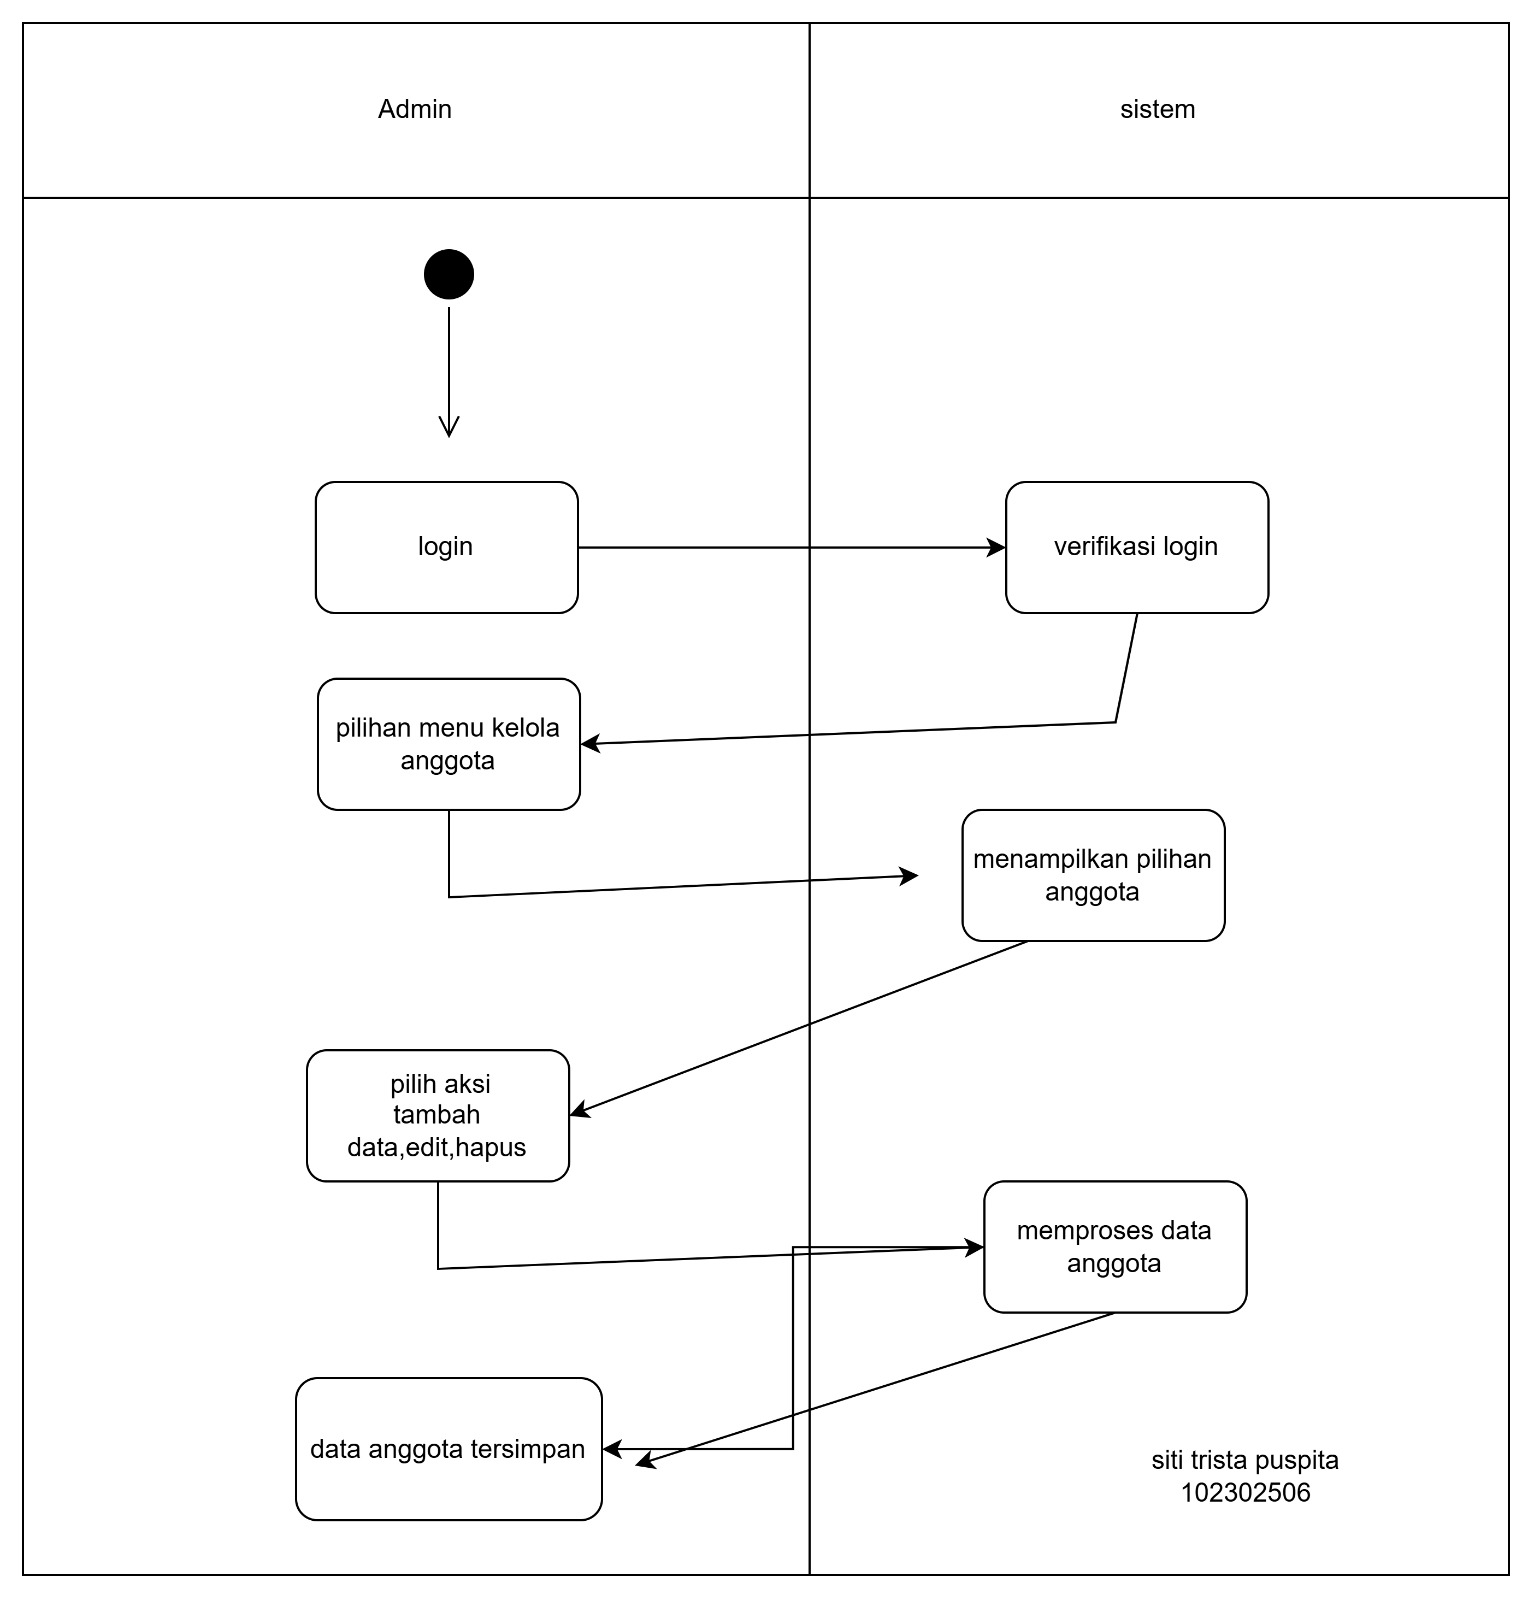 Admin
sistem
login
verifikasi login
pilihan menu kelola
anggota
menampilkan pilihan
anggota
pilih aksi
tambah
data,edit,hapus
memproses data
anggota
data anggota tersimpan
siti trista puspita
102302506